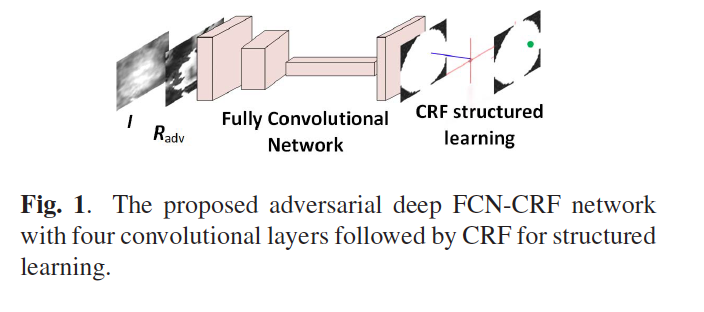 I
Radv
Fully Convolutional
Network
CRF structured
learning
Fig. 1. The proposed adversarial deep FCN-CRF network
with four convolutional layers followed by CRF for structured
learning.